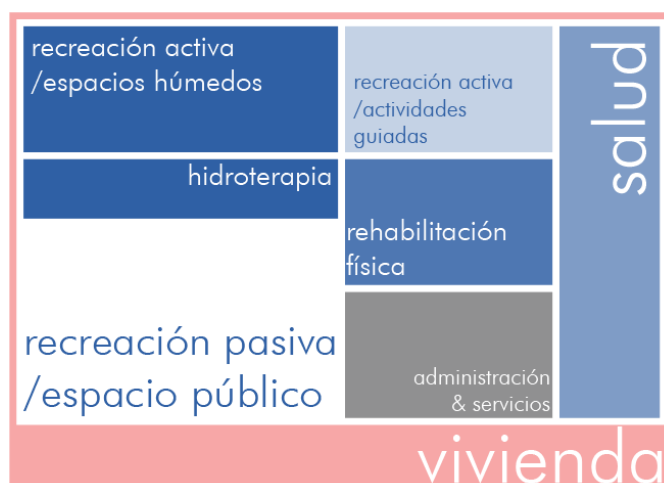 recreación activa
/espacios húmedos
recreación activa
/actividades
guiadas
salud
hidroterapia
rehabilitación
física
recreación pasiva
/espacio público
administración
& servicios
vivienda